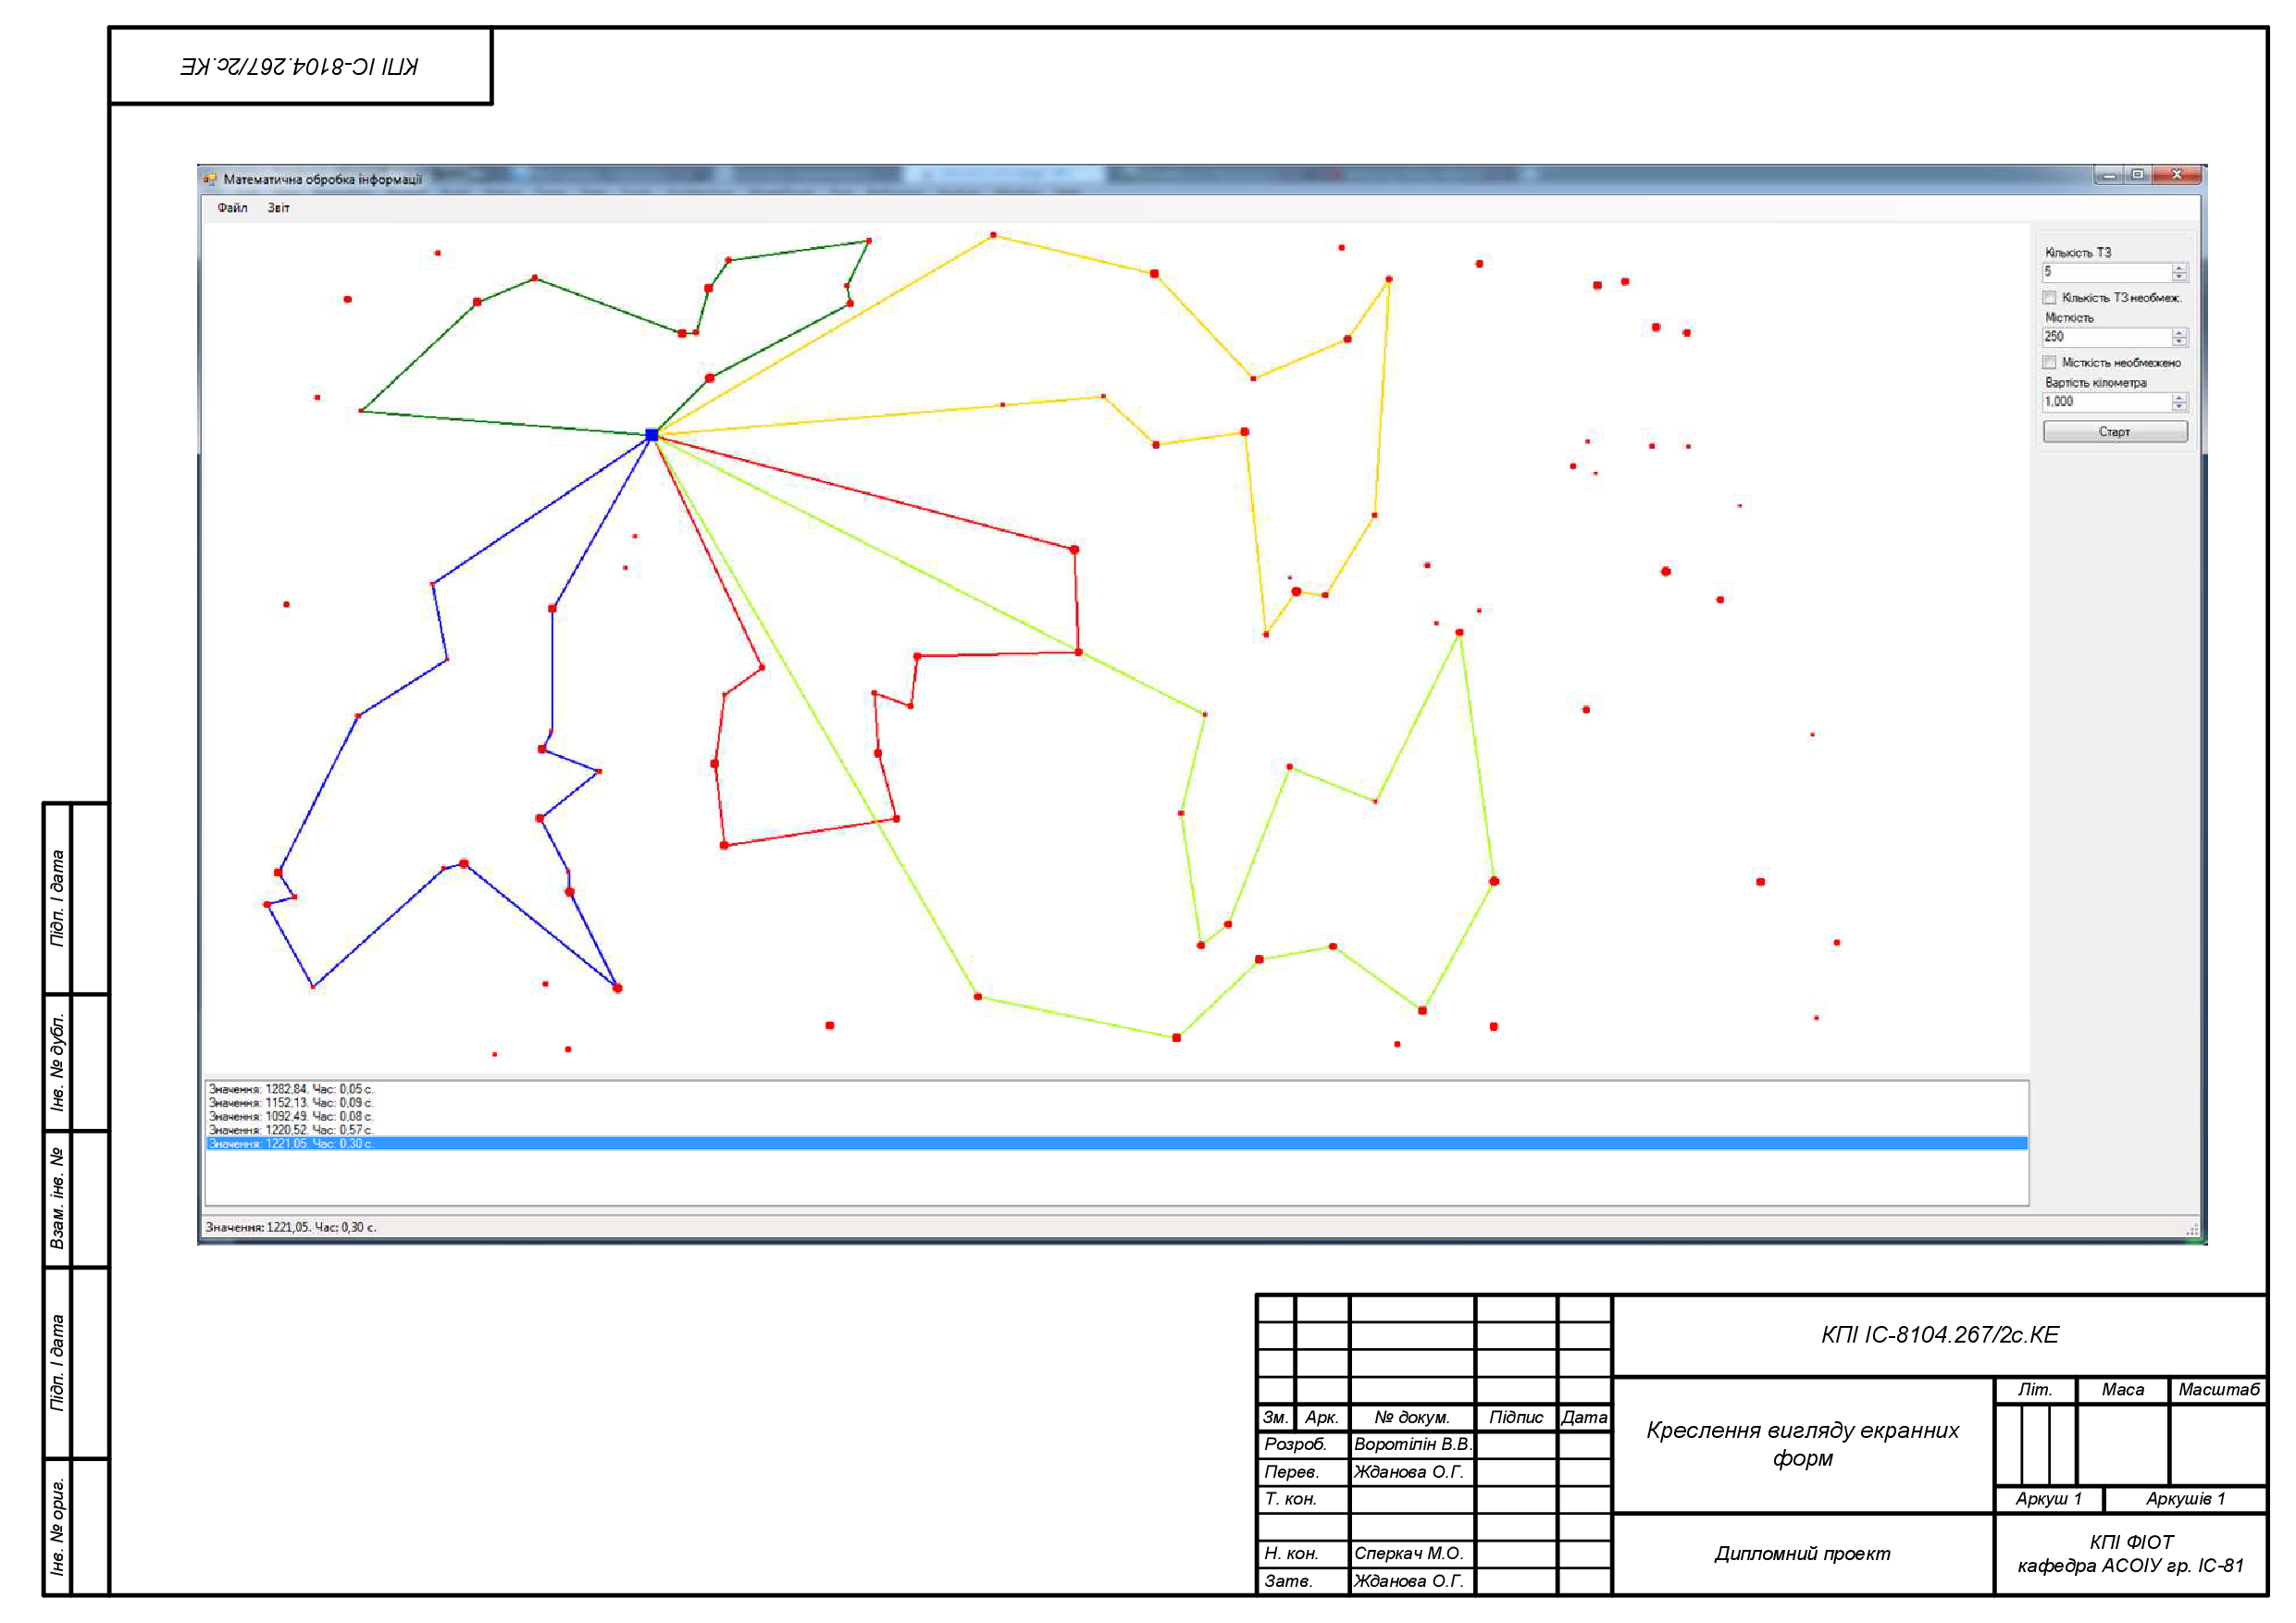 КПІ ІС-8104.267/2с.КЕ
Математична обробка інформації
Файл Звіт
Кількість ТЗ
5
Кількість ТЗ необмеж.
Місткість
250
Місткість необмежено
Вартість кілометра
1,000
Старт
Значення: 1282,84. Час: 0,05 с.
Значення: 1152,13. Час: 0,09 с.
Значення: 1092,49. Час: 0,08 с.
Значення: 1220,52. Час: 0,57 с.
Значення: 1221,05. Час: 0,30 с.
Значення: 1221,05. Час: 0,30 с.
Підп. І дата
Інв. № дубл.
Взам. інв. №
Підп. І дата
Інв. № ориг.
КПІ ІС-8104.267/2с.КЕ
Літ. Маса Масштаб
Зм. Арк. № докум. Підпис Дата
Креслення вигляду екранних
форм
Розроб. Воротілін В.В.
Перев. Жданова О.Г.
Т. кон.
Аркуш 1 Аркушів 1
Н. кон. Сперкач М.О.
Затв. Жданова О.Г.
Дипломний проект
КПІ ФІОТ
кафедра АСОІУ гр. ІС-81